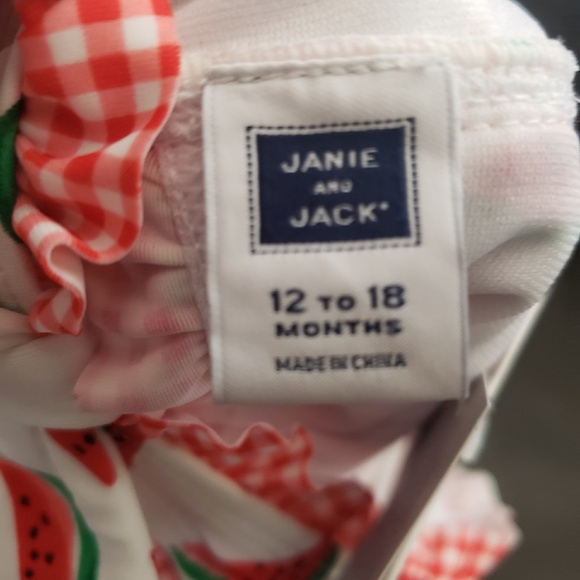 JANIE
AND
JACK
12 TO 18
MONTHS
MADE IN CHINA